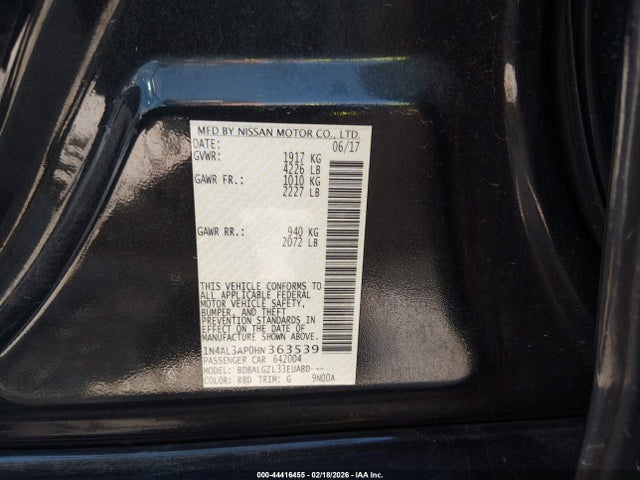 MFD BY NISSAN MOTOR CO., LTD.
DATE: 06/17
GVWR: 1917 KG
4226 LB
GAWR FR.: 1010 KG
2227 LB
GAWR RR.: 940 KG
2072 LB
THIS VEHICLE CONFORMS TO
ALL APPLICABLE FEDERAL
MOTOR VEHICLE SAFETY,
BUMPER, AND THEFT
PREVENTION STANDARDS
IN EFFECT ON THE DATE OF
MANUFACTURE SHOWN ABOVE.
1N4AL3AP0HN363539
PASSENGER CAR 642004
MODEL: BDBALGZL33EUABD----
COLOR: RBD TRIM: G 9N00A
000-44416455 - 02/18/2026 - IAA Inc.